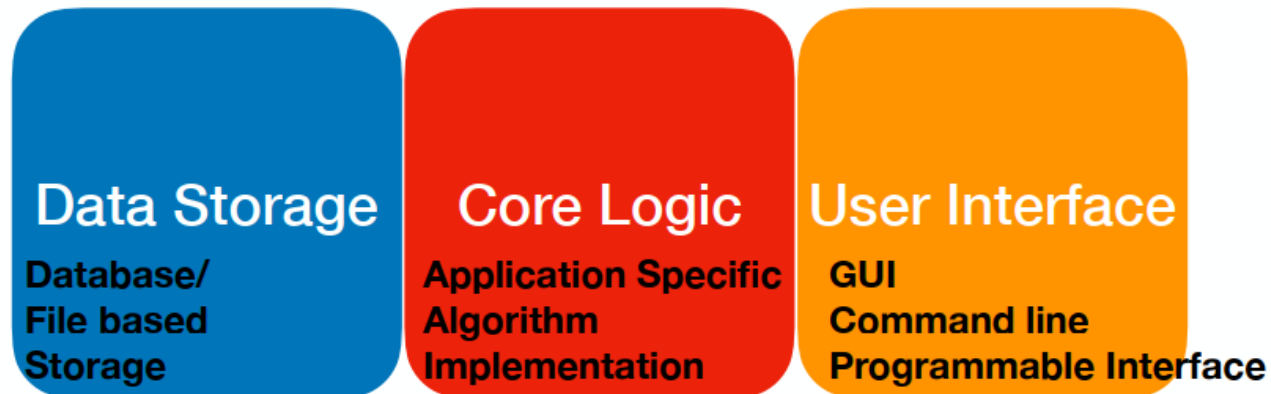 Data Storage
Database/
File based
Storage
Core Logic
Application Specific
Algorithm
Implementation
User Interface
GUI
Command line
Programmable Interface